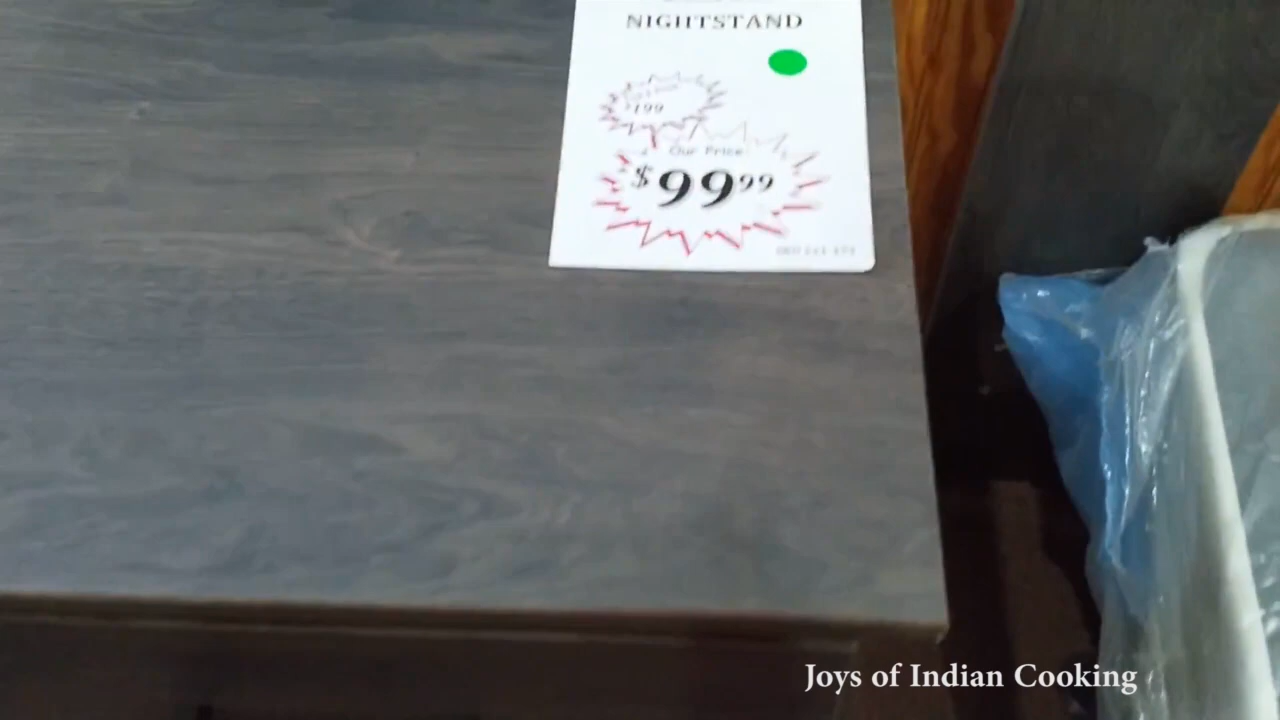 NIGHTSTAND
$199
Our Price:
$99⁹⁹
Joys of Indian Cooking